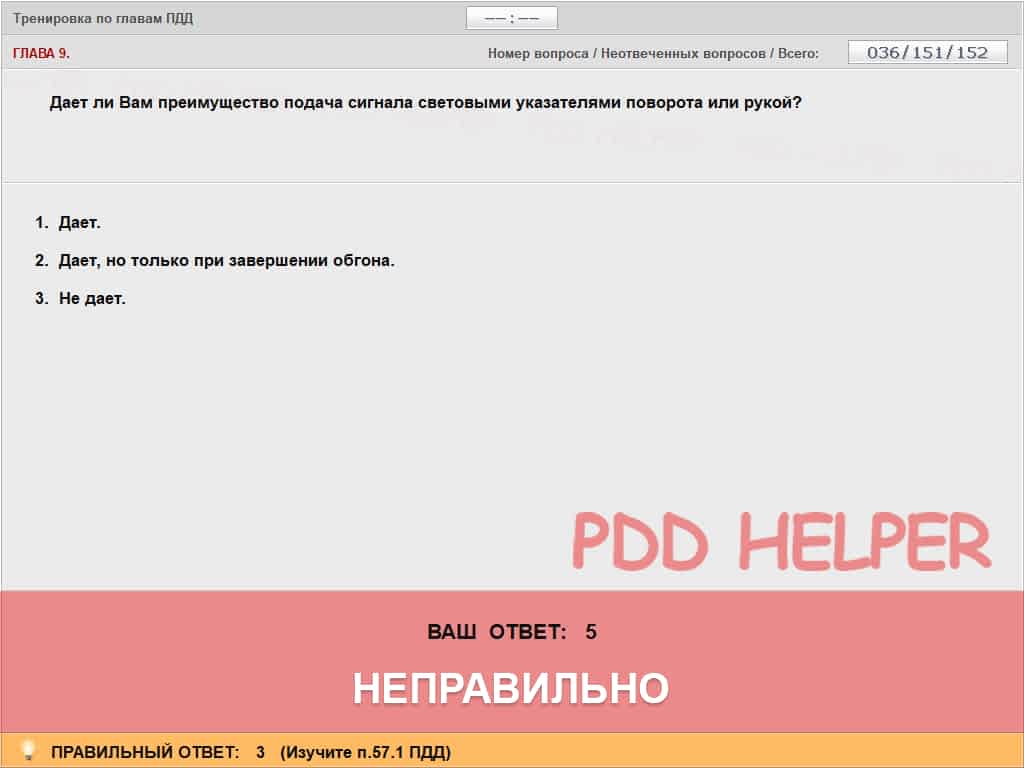 Тренировка по главам ПДД
—— : ——
ГЛАВА 9.
Номер вопроса / Неотвеченных вопросов / Всего: 036/151/152
Дает ли Вам преимущество подача сигнала световыми указателями поворота или рукой?
1. Дает.
2. Дает, но только при завершении обгона.
3. Не дает.
PDD HELPER
ВАШ ОТВЕТ: 5
НЕПРАВИЛЬНО
ПРАВИЛЬНЫЙ ОТВЕТ: 3 (Изучите п.57.1 ПДД)